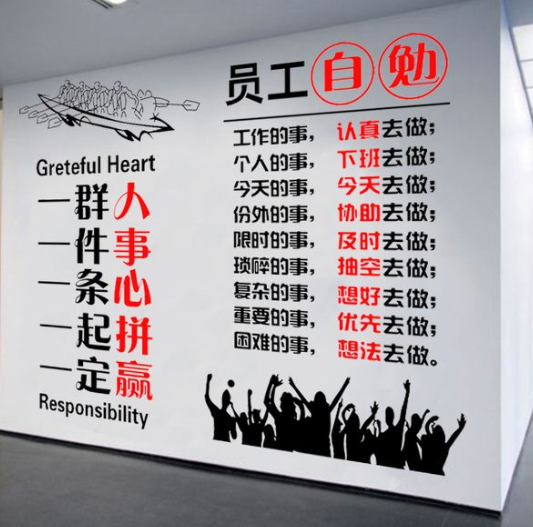 Greteful Heart
一群人
一件事
一条心
一起拼
一定赢
Responsibility
员工自勉
工作的事，认真去做；
个人的事，下班去做；
今天的事，今天去做；
份外的事，协助去做；
限时的事，及时去做；
琐碎的事，抽空去做；
复杂的事，想好去做；
重要的事，优先去做；
困难的事，想法去做。